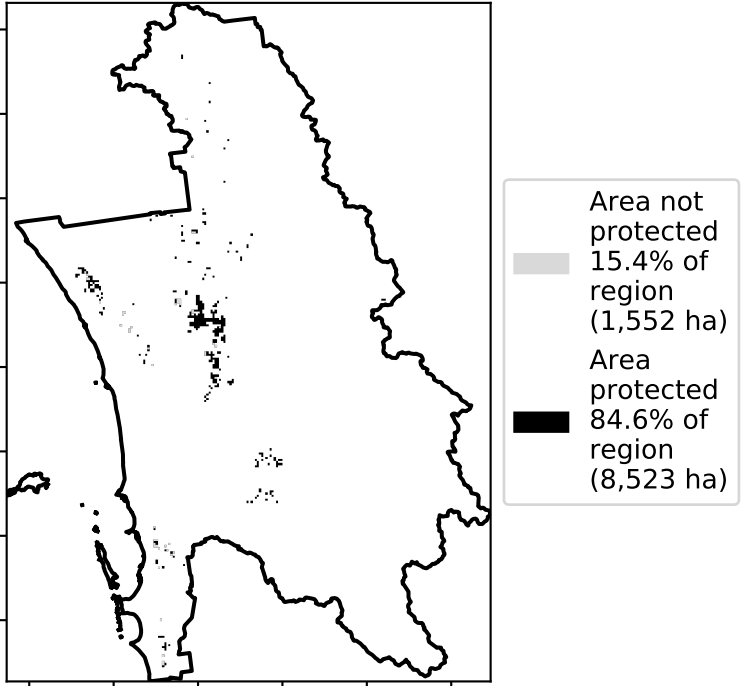 Area not
protected
15.4% of
region
(1,552 ha)
Area
protected
84.6% of
region
(8,523 ha)